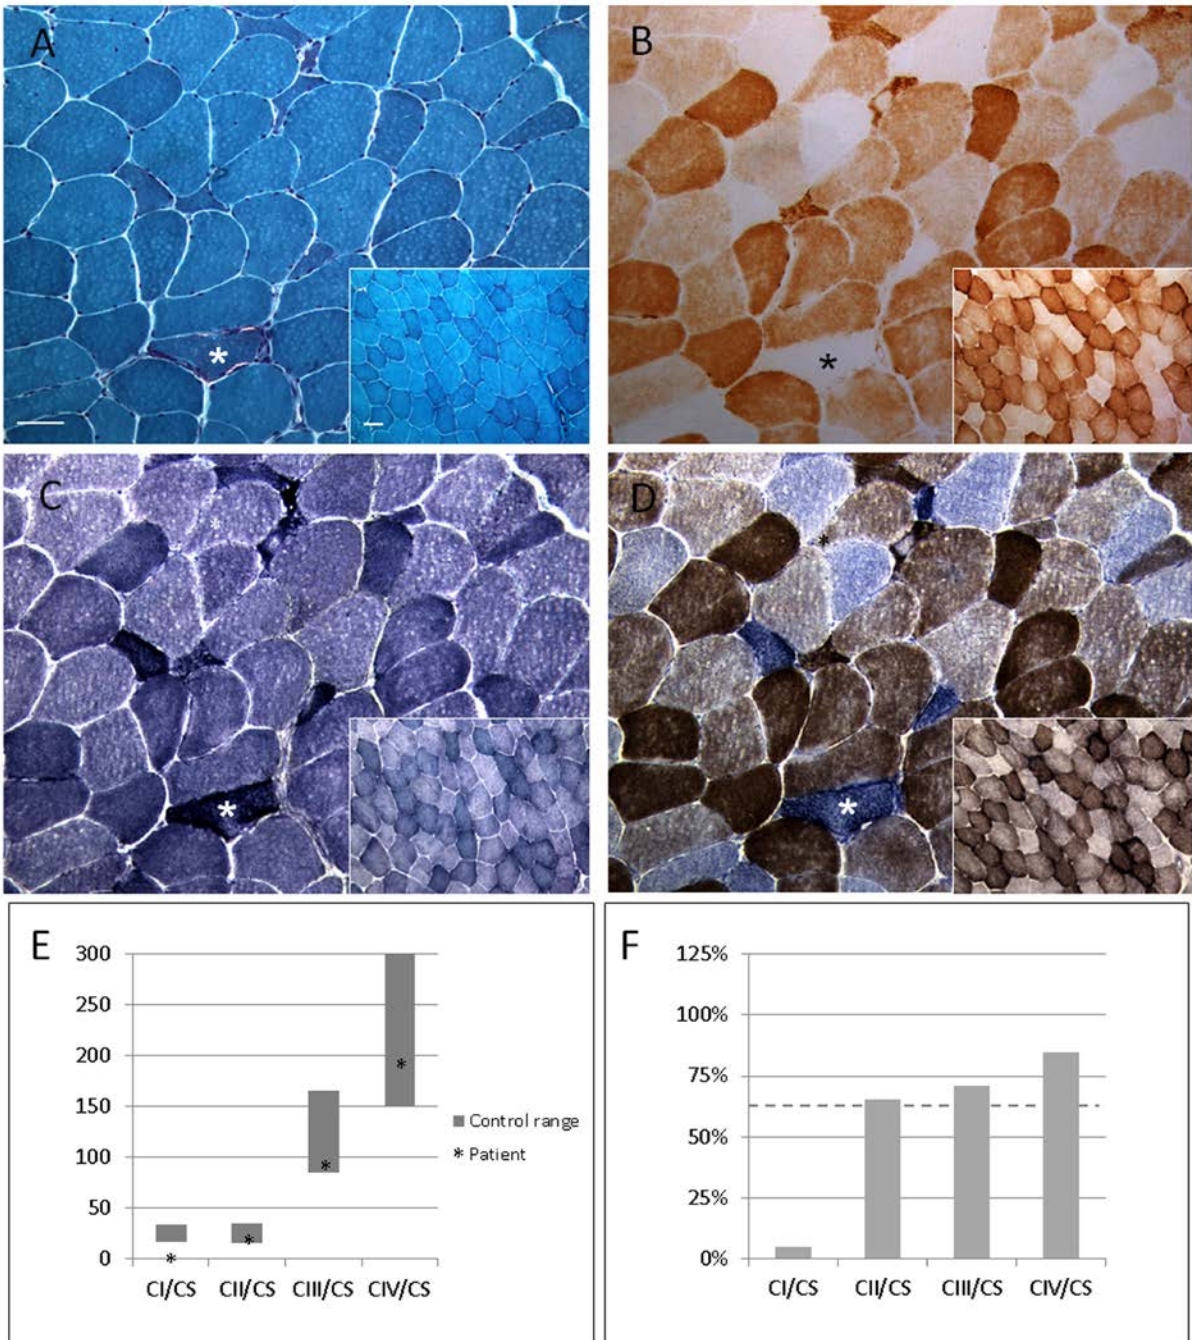 A
B
C
D
E
300
250
200
150
100
50
0
CI/CS
CII/CS
CIII/CS
CIV/CS
Control range
* Patient
F
125%
100%
75%
50%
25%
0%
CI/CS
CII/CS
CIII/CS
CIV/CS